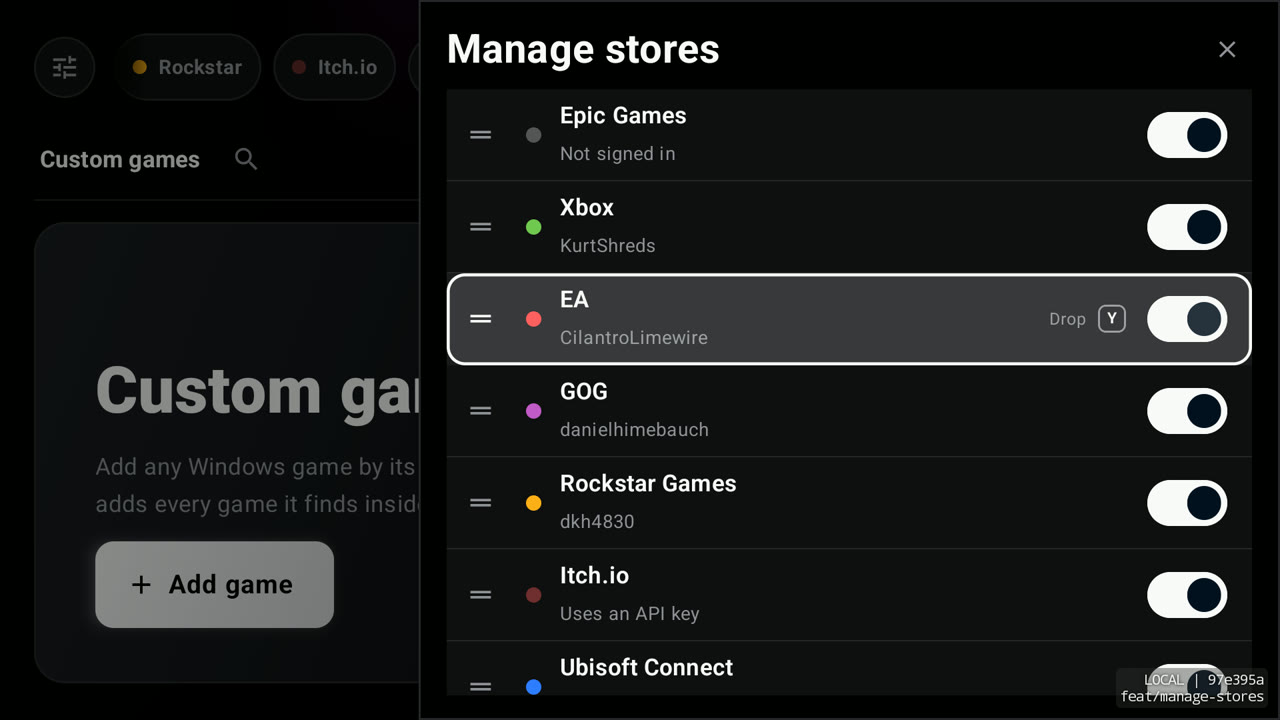 Rockstar
Itch.io
Custom games
Custom gar
Add any Windows game by its
adds every game it finds inside
Add game
Manage stores
Epic Games
Not signed in
Xbox
KurtShreds
EA
CilantroLimewire
Drop Y
GOG
danielhimebauch
Rockstar Games
dkh4830
Itch.io
Uses an API key
Ubisoft Connect
LOCAL | 97e395a
feat/manage-stores